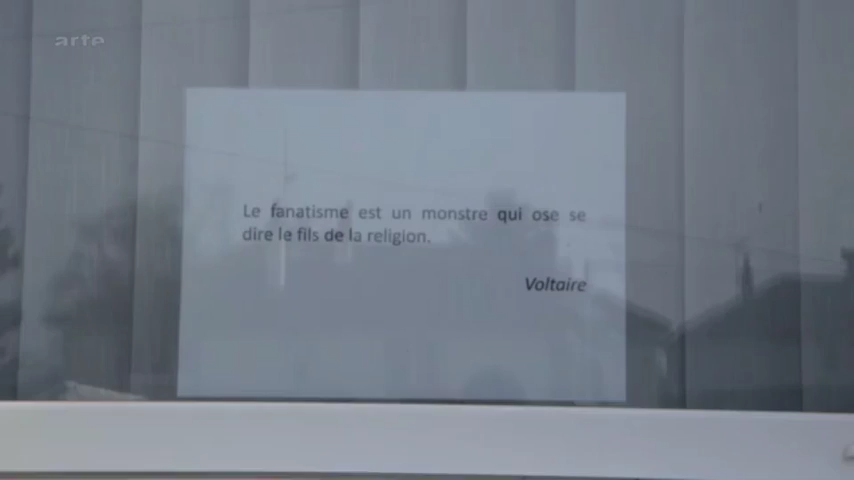 arte
Le fanatisme est un monstre qui ose se
dire le fils de la religion.
Voltaire